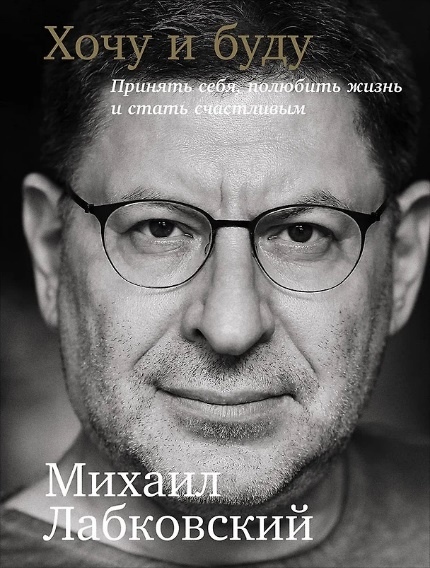 Хочу и буду
Принять себя, полюбить жизнь
и стать счастливым
Михаил
Лабковский